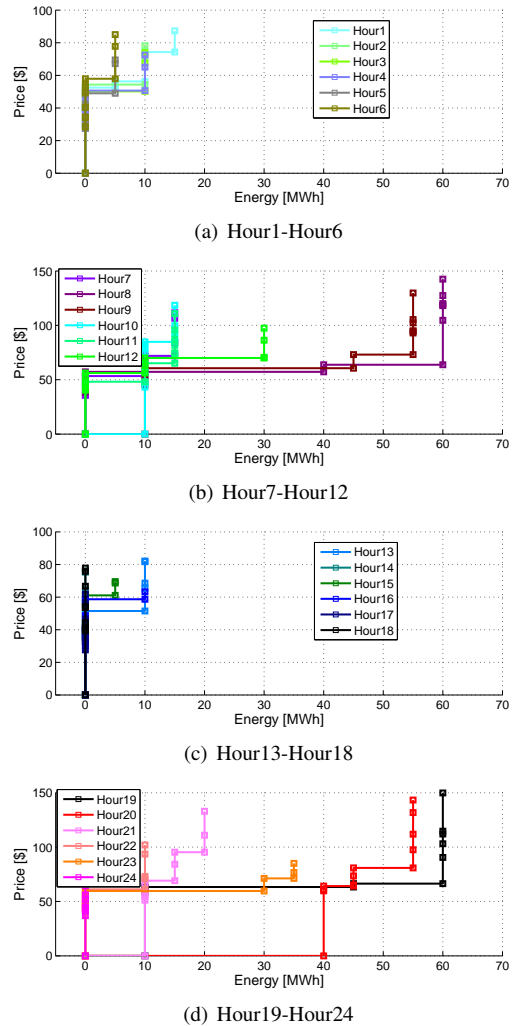 100
80
60
40
20
0
Price [$]
Hour1
Hour2
Hour3
Hour4
Hour5
Hour6
0 10 20 30 40 50 60 70
Energy [MWh]
(a) Hour1-Hour6
150
100
50
0
Price [$]
Hour7
Hour8
Hour9
Hour10
Hour11
Hour12
0 10 20 30 40 50 60 70
Energy [MWh]
(b) Hour7-Hour12
100
80
60
40
20
0
Price [$]
Hour13
Hour14
Hour15
Hour16
Hour17
Hour18
0 10 20 30 40 50 60 70
Energy [MWh]
(c) Hour13-Hour18
150
100
50
0
Price [$]
Hour19
Hour20
Hour21
Hour22
Hour23
Hour24
0 10 20 30 40 50 60 70
Energy [MWh]
(d) Hour19-Hour24